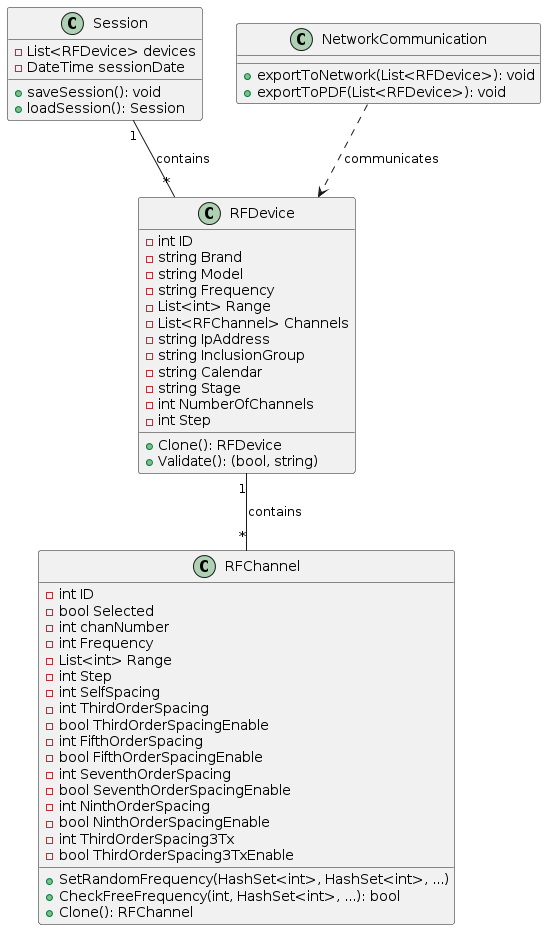 C Session
List<RFDevice> devices
DateTime sessionDate
saveSession(): void
loadSession(): Session
C NetworkCommunication
exportToNetwork(List<RFDevice>): void
exportToPDF(List<RFDevice>): void
1
contains
*
communicates
C RFDevice
int ID
string Brand
string Model
string Frequency
List<int> Range
List<RFChannel> Channels
string IpAddress
string InclusionGroup
string Calendar
string Stage
int NumberOfChannels
int Step
Clone(): RFDevice
Validate(): (bool, string)
1
contains
*
C RFChannel
int ID
bool Selected
int chanNumber
int Frequency
List<int> Range
int Step
int SelfSpacing
int ThirdOrderSpacing
bool ThirdOrderSpacingEnable
int FifthOrderSpacing
bool FifthOrderSpacingEnable
int SeventhOrderSpacing
bool SeventhOrderSpacingEnable
int NinthOrderSpacing
bool NinthOrderSpacingEnable
int ThirdOrderSpacing3Tx
bool ThirdOrderSpacing3TxEnable
SetRandomFrequency(HashSet<int>, HashSet<int>, ...)
CheckFreeFrequency(int, HashSet<int>, ...): bool
Clone(): RFChannel